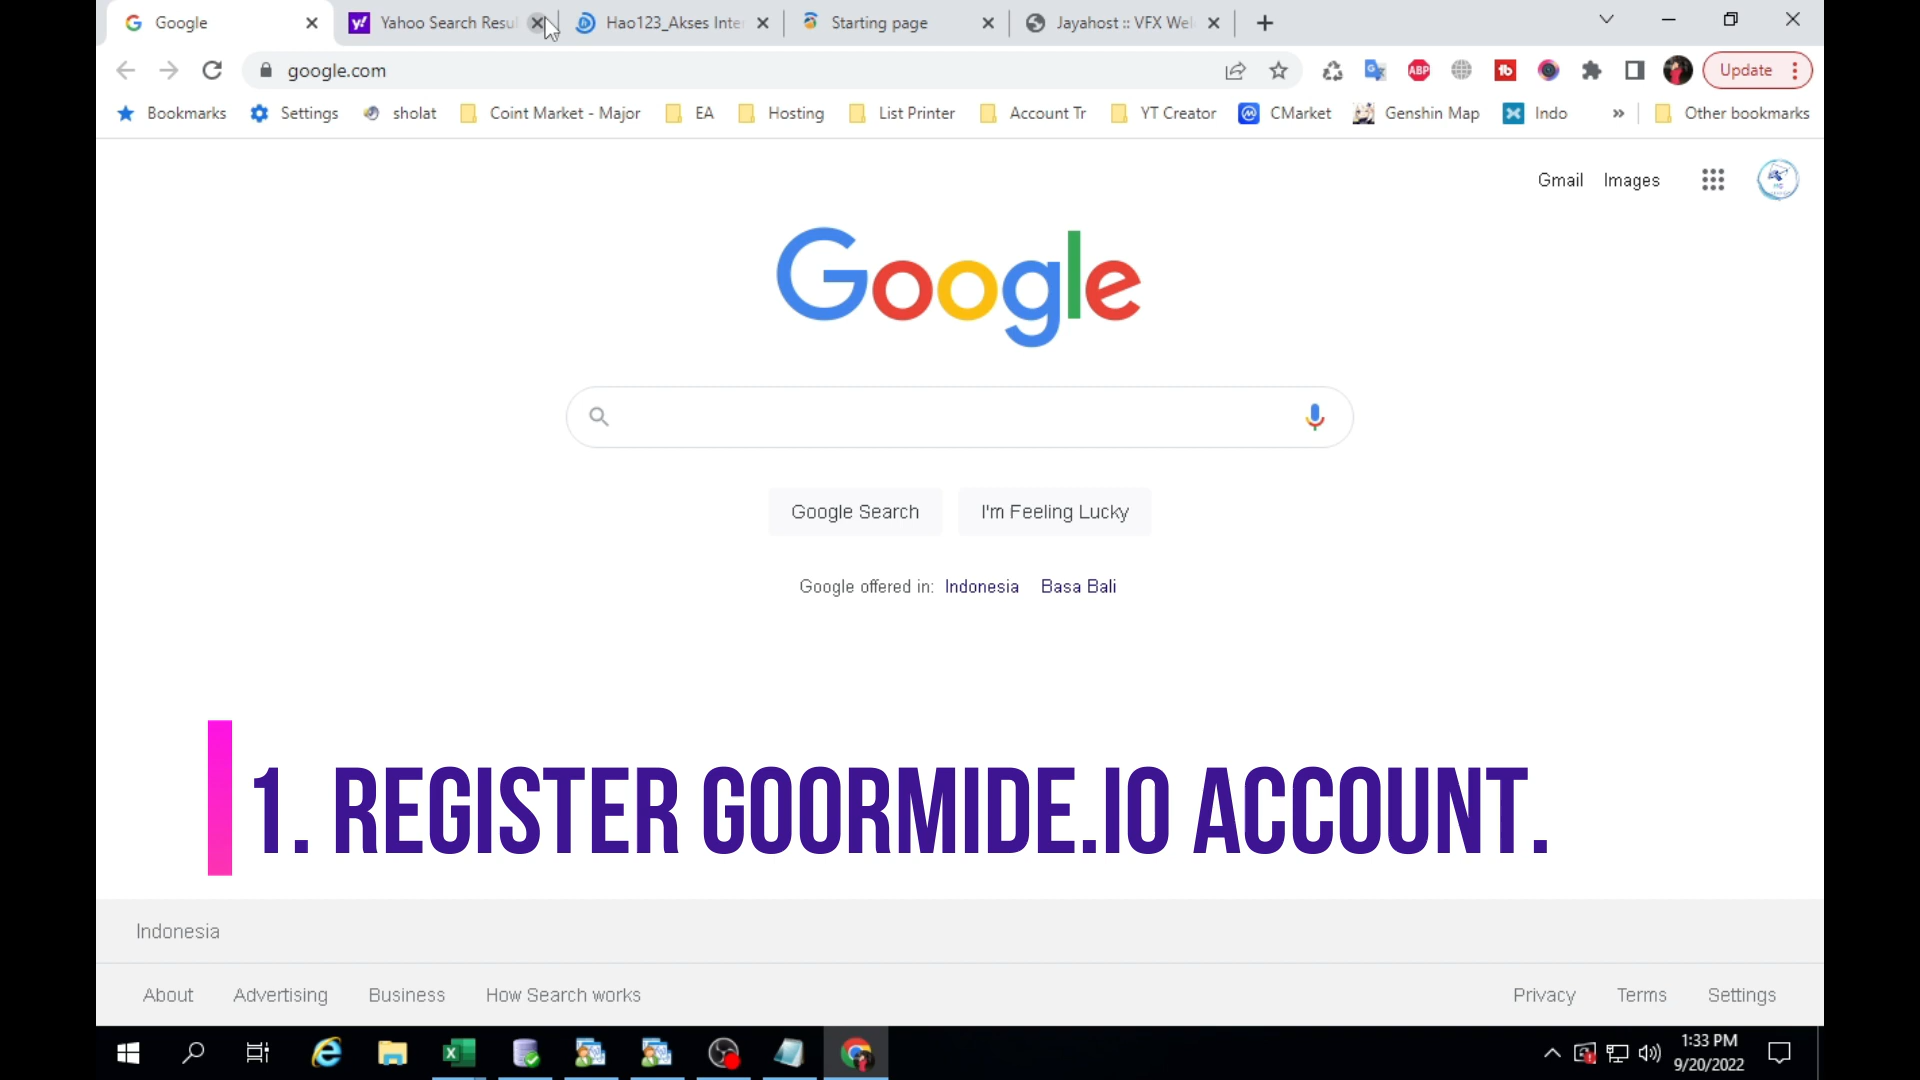 Google
Yahoo Search Resu
Hao123_Akses Inte
Starting page
Jayahost :: VFX Wel
google.com
Update
Bookmarks
Settings
sholat
Coint Market - Major
EA
Hosting
List Printer
Account Tr
YT Creator
CMarket
Genshin Map
Indo
»
Other bookmarks
Gmail
Images
Google
Google Search
I'm Feeling Lucky
Google offered in: Indonesia Basa Bali
1. REGISTER GOORMIDE.IO ACCOUNT.
Indonesia
About
Advertising
Business
How Search works
Privacy
Terms
Settings
1:33 PM
9/20/2022